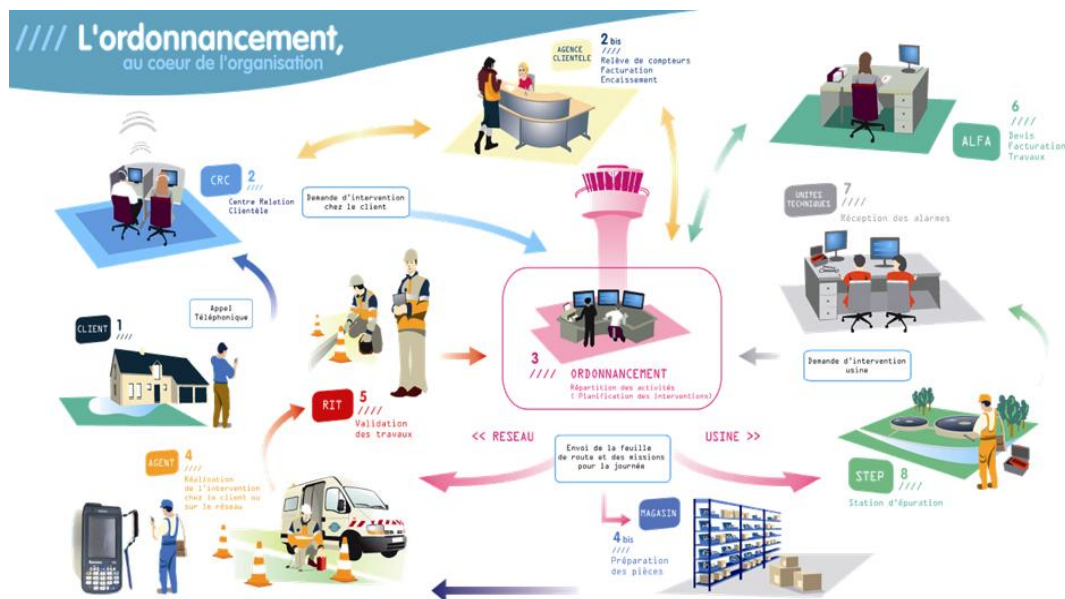 //// L'ordonnancement,
au coeur de l'organisation
AGENCE
CLIENTELE
2 bis
////
Relève de compteurs
Facturation
Encaissement
6
////
ALFA
Devis
Facturation
Travaux
CRC
2
////
Centre Relation
Clientèle
Demande d'intervention
chez le client
UNITES
TECHNIQUES
7
////
Réception des alarmes
Appel
Téléphonique
CLIENT
1
////
3
////
ORDONNANCEMENT
Répartition des activités
( Planification des interventions)
Demande d'intervention
usine
RIT
5
////
Validation
des travaux
<< RESEAU
USINE >>
Envoi de la feuille
de route et des missions
pour la journée
AGENT
4
////
Réalisation
de l'intervention
chez le client ou
sur le réseau
STEP
8
////
Station d'épuration
MAGASIN
4 bis
////
Préparation
des pièces